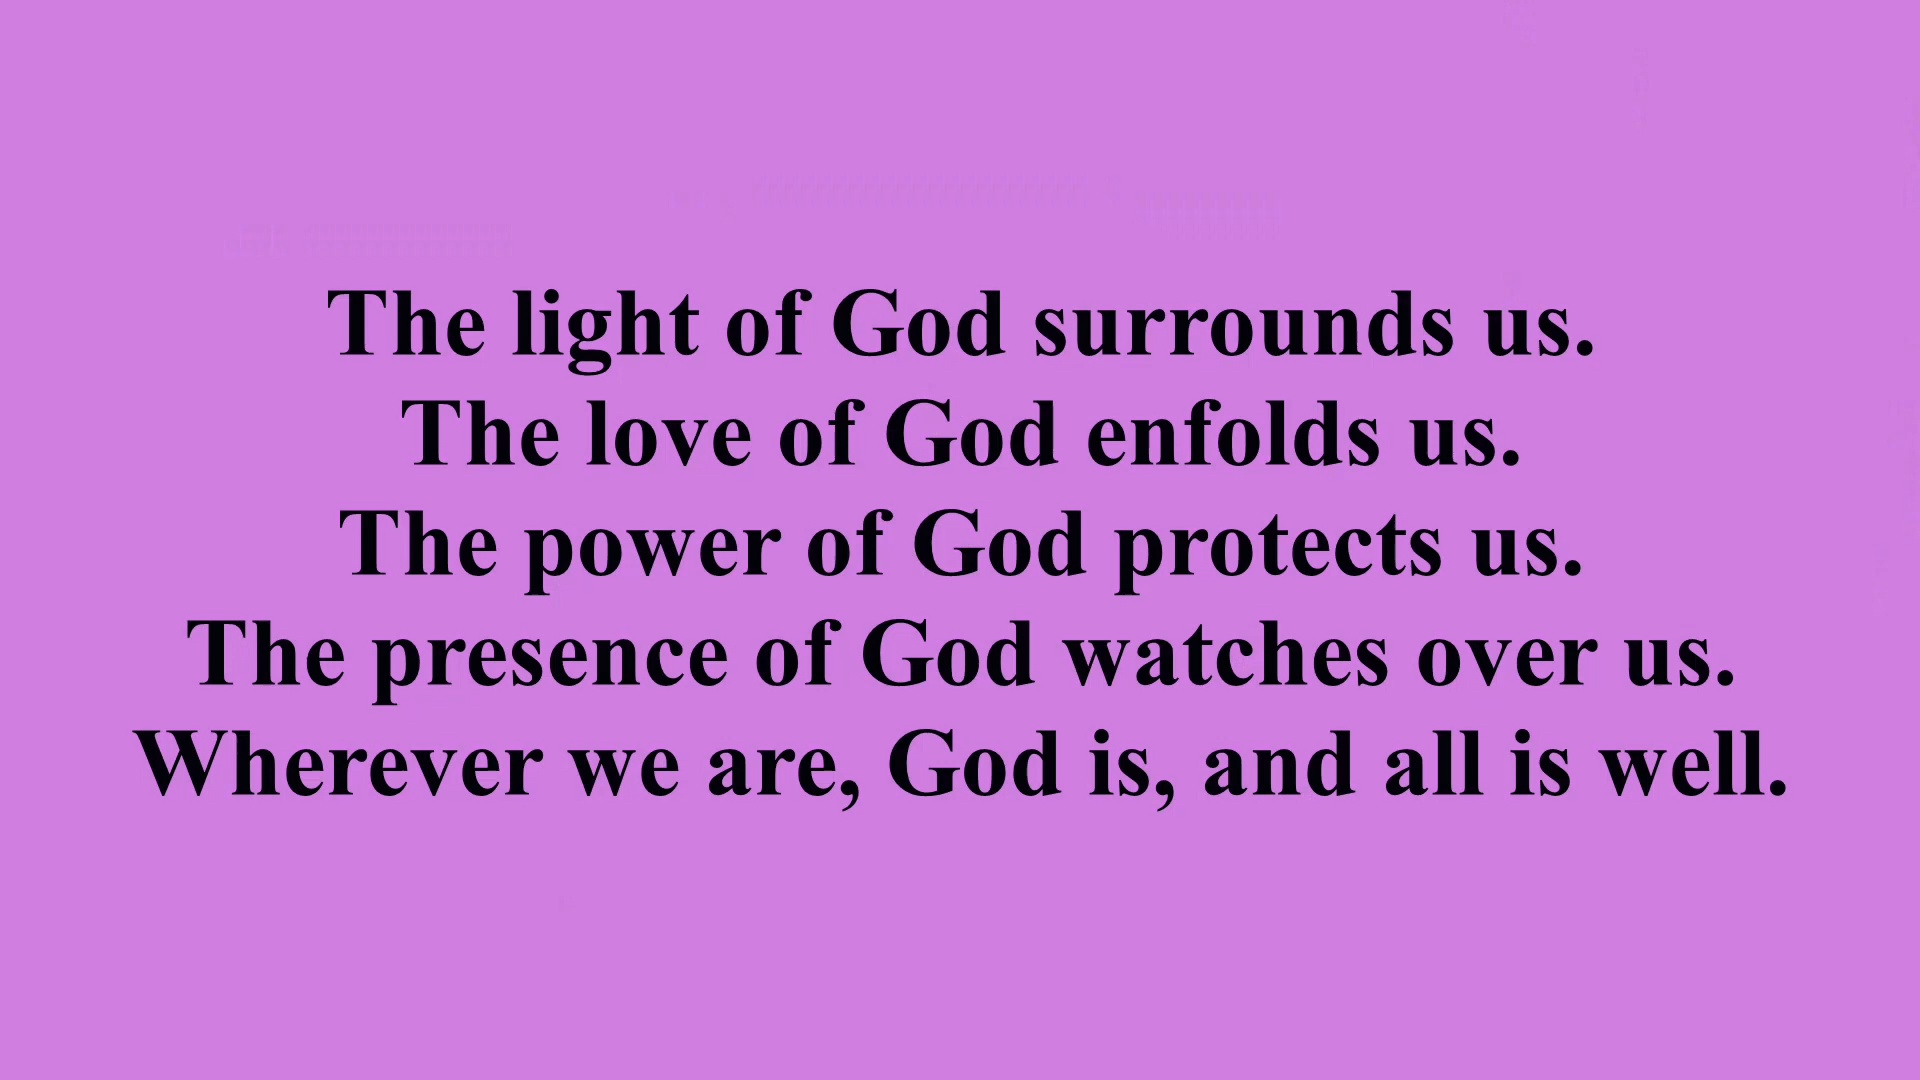 The light of God surrounds us.
The love of God enfolds us.
The power of God protects us.
The presence of God watches over us.
Wherever we are, God is, and all is well.